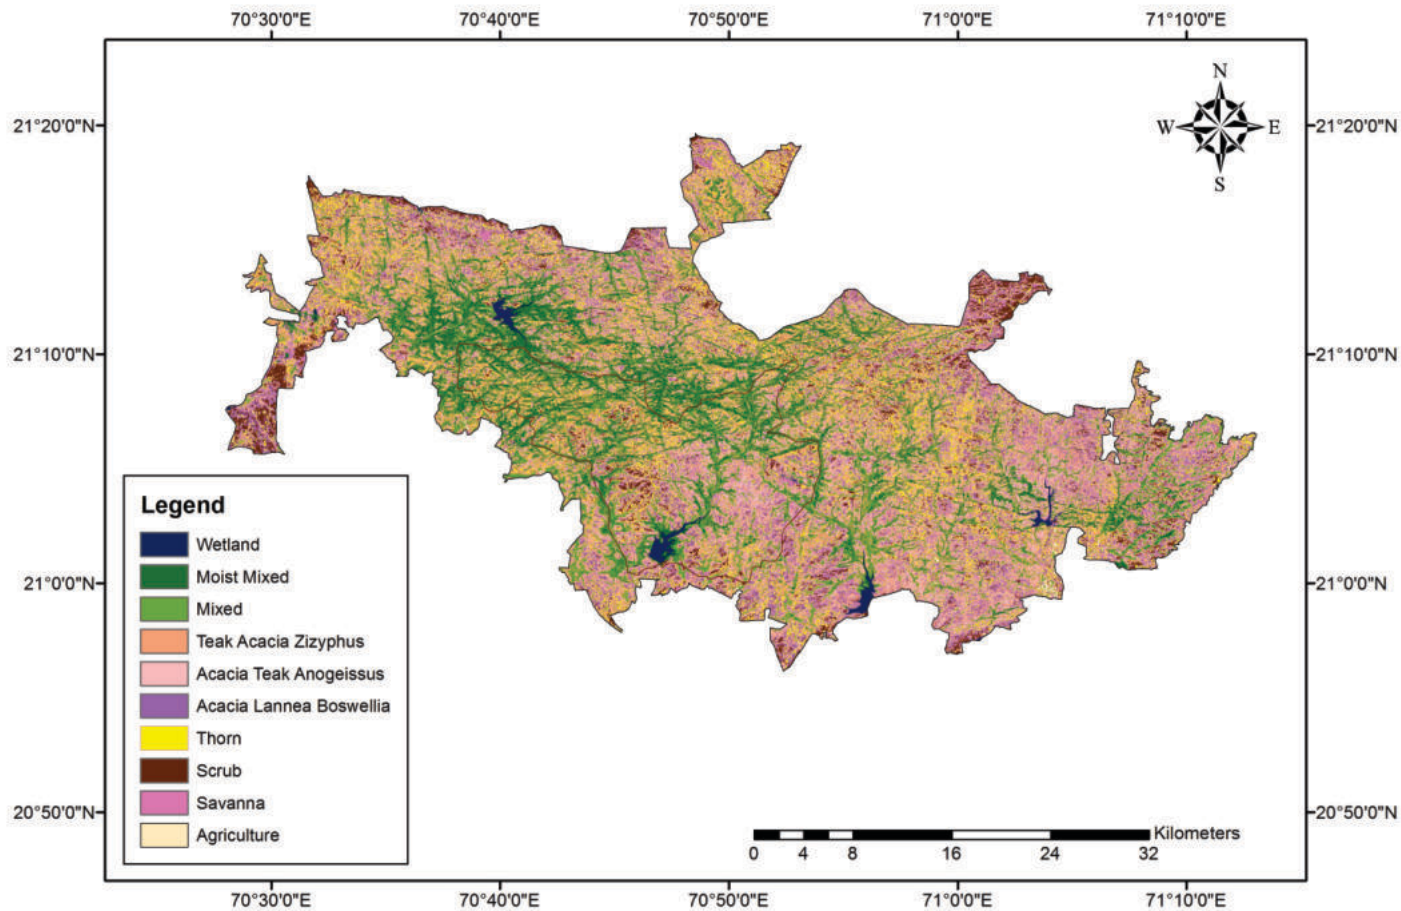 70°30'0"E 70°40'0"E 70°50'0"E 71°0'0"E 71°10'0"E
N
W E
S
21°20'0"N 21°20'0"N
21°10'0"N 21°10'0"N
21°0'0"N 21°0'0"N
20°50'0"N 20°50'0"N
Legend
Wetland
Moist Mixed
Mixed
Teak Acacia Zizyphus
Acacia Teak Anogeissus
Acacia Lannea Boswellia
Thorn
Scrub
Savanna
Agriculture
Kilometers
0 4 8 16 24 32
70°30'0"E 70°40'0"E 70°50'0"E 71°0'0"E 71°10'0"E